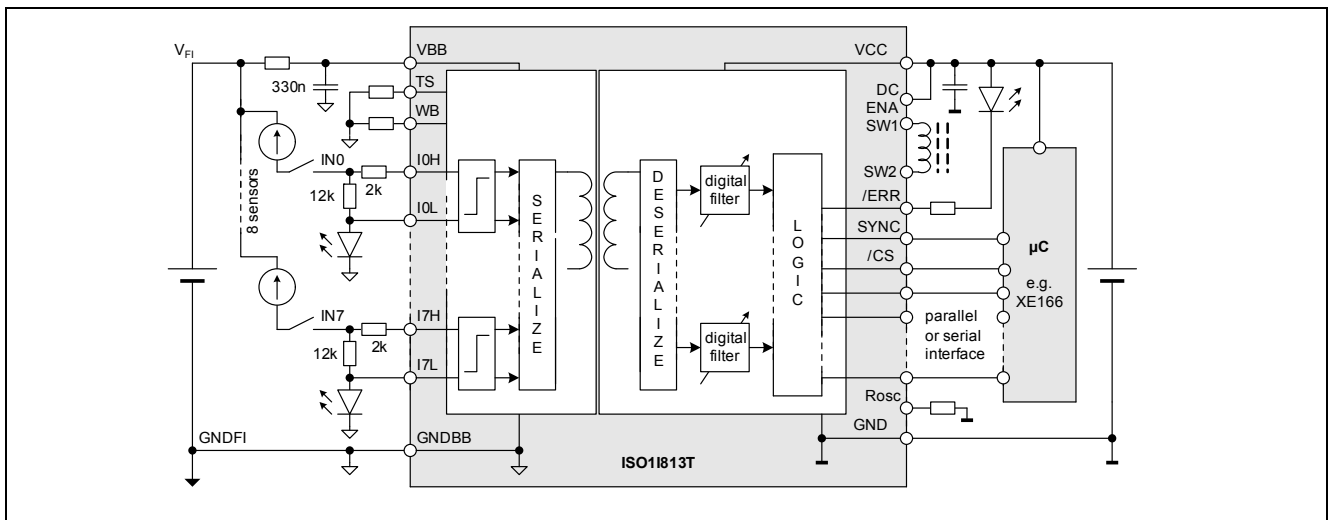 VFI
VBB
VCC
330n
TS
WB
DC
ENA
SW1
SW2
8 sensors
IN0
12k
2k
I0H
I0L
SERIALIZE
DESERIALIZE
digital
filter
LOGIC
/ERR
SYNC
/CS
µC
e.g.
XE166
IN7
12k
2k
I7H
I7L
digital
filter
parallel
or serial
interface
Rosc
GNDFI
GNDBB
GND
ISO1I813T